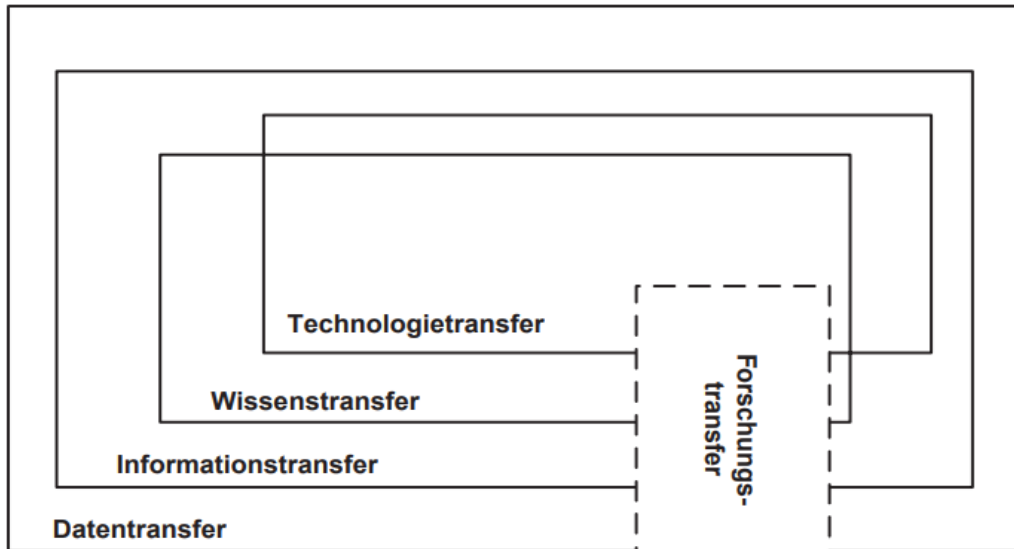 Technologietransfer
Wissenstransfer
Informationstransfer
Datentransfer
Forschungs-
transfer